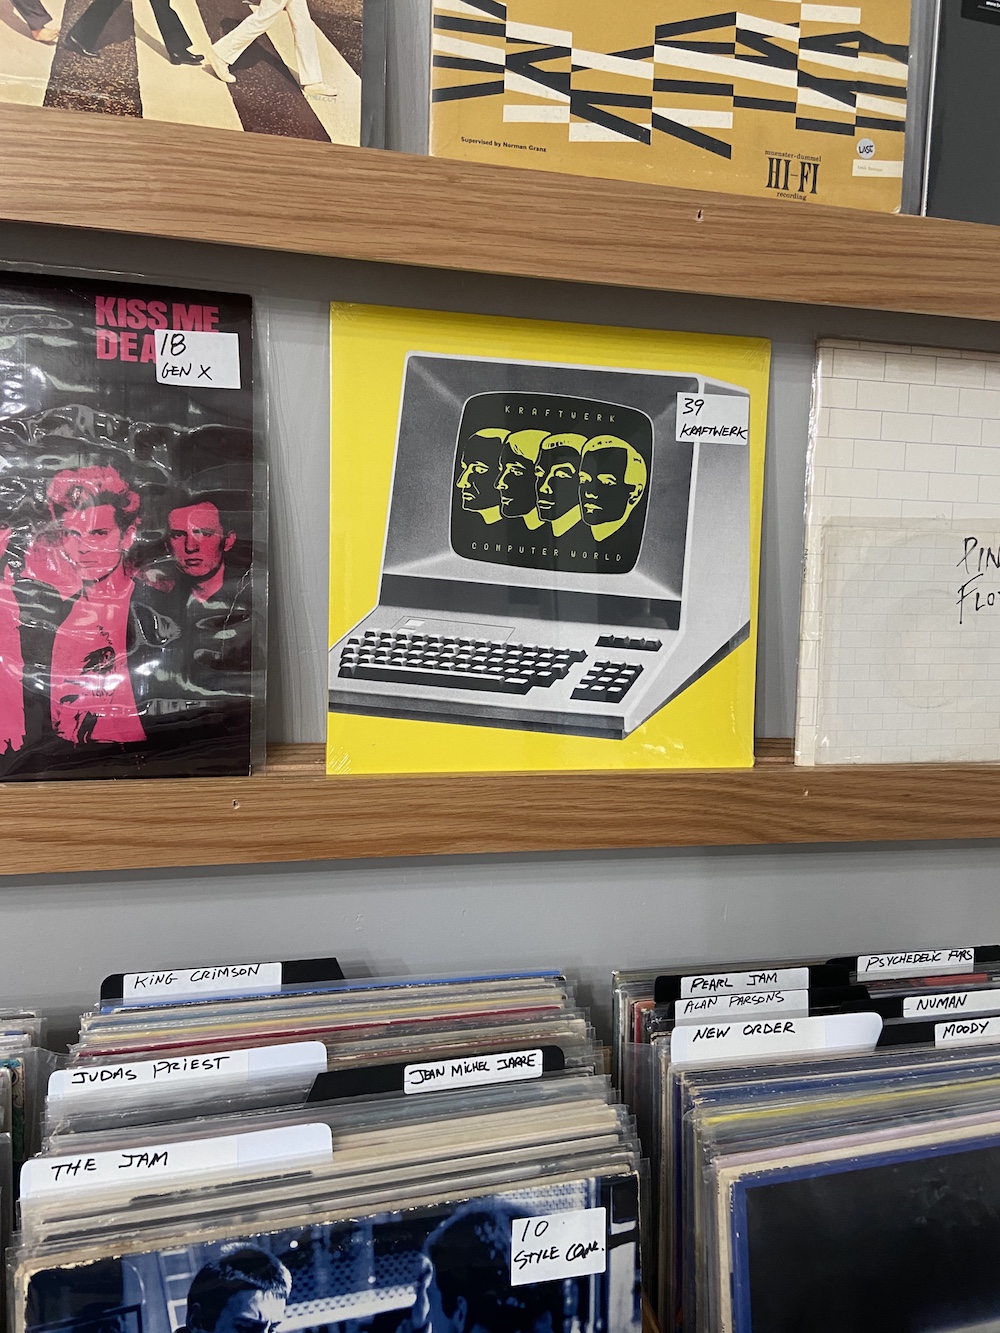 Supervised by Norman Granz
muenster-dummel
HI-FI
recording
LAST
KISS ME
DEA
18
GEN X
KRAFTWERK
COMPUTER WORLD
39
KRAFTWERK
PIN
FLO
KING CRIMSON
JUDAS PRIEST
JEAN MICHEL JARRE
THE JAM
10
STYLE COUN.
PSYCHEDELIC FURS
PEARL JAM
ALAN PARSONS
NUMAN
NEW ORDER
MOODY